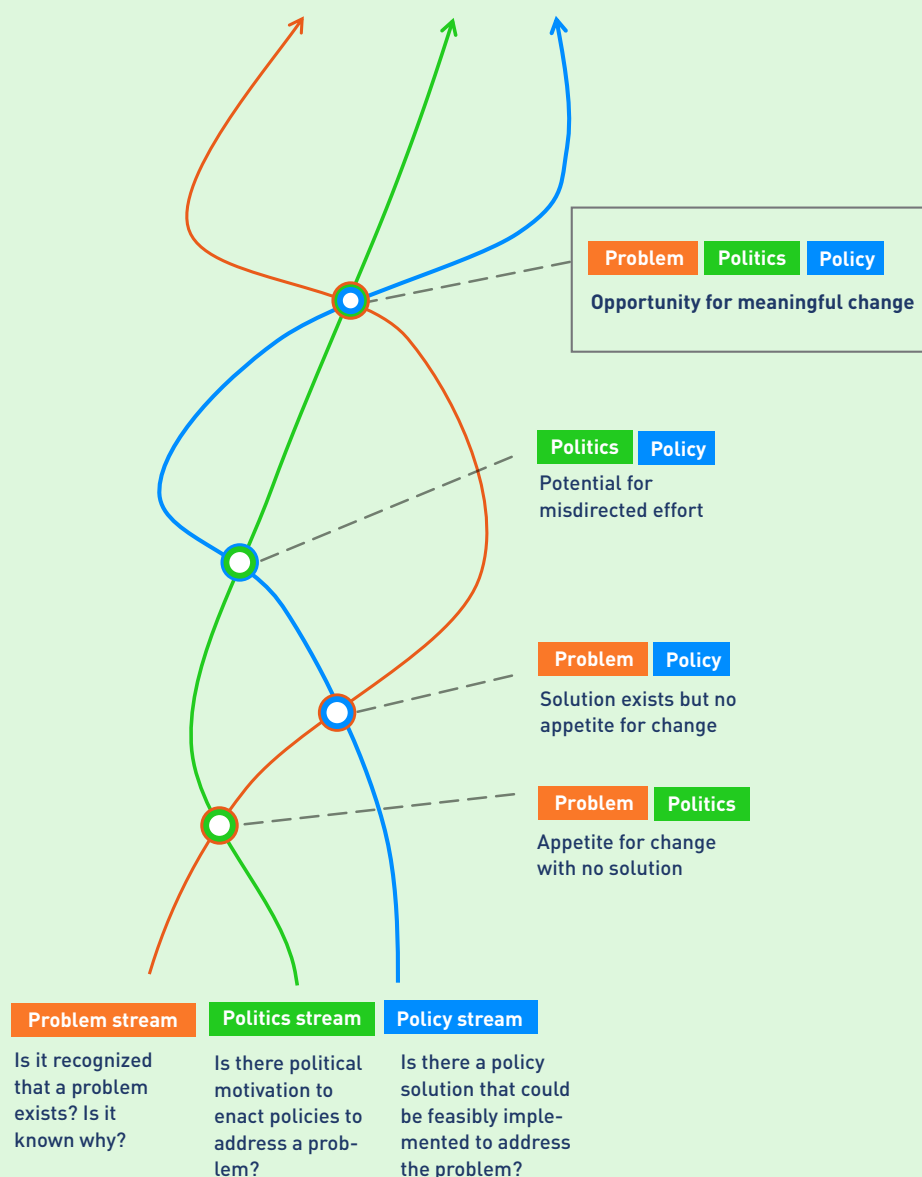 Problem Politics Policy
Opportunity for meaningful change
Politics Policy
Potential for
misdirected effort
Problem Policy
Solution exists but no
appetite for change
Problem Politics
Appetite for change
with no solution
Problem stream
Is it recognized
that a problem
exists? Is it
known why?
Politics stream
Is there political
motivation to
enact policies to
address a prob-
lem?
Policy stream
Is there a policy
solution that could
be feasibly imple-
mented to address
the problem?